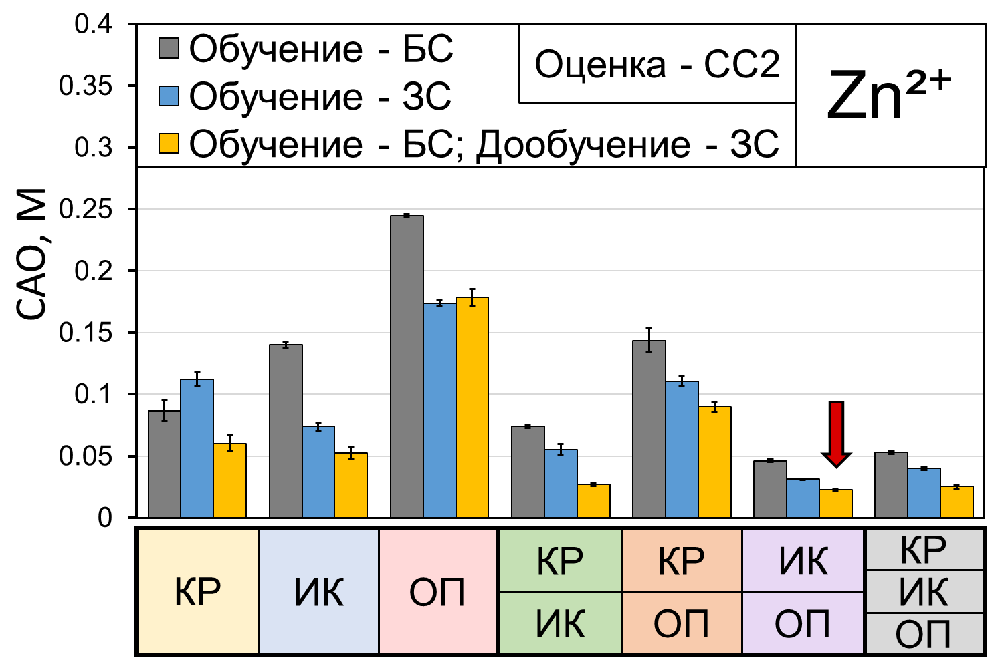 0.4
0.35
0.3
0.25
0.2
0.15
0.1
0.05
0
САО, М
Обучение - БС
Обучение - ЗС
Обучение - БС; Дообучение - ЗС
Оценка - СС2
Zn²⁺
КР
ИК
ОП
КР
ИК
КР
ОП
ИК
ОП
КР
ИК
ОП